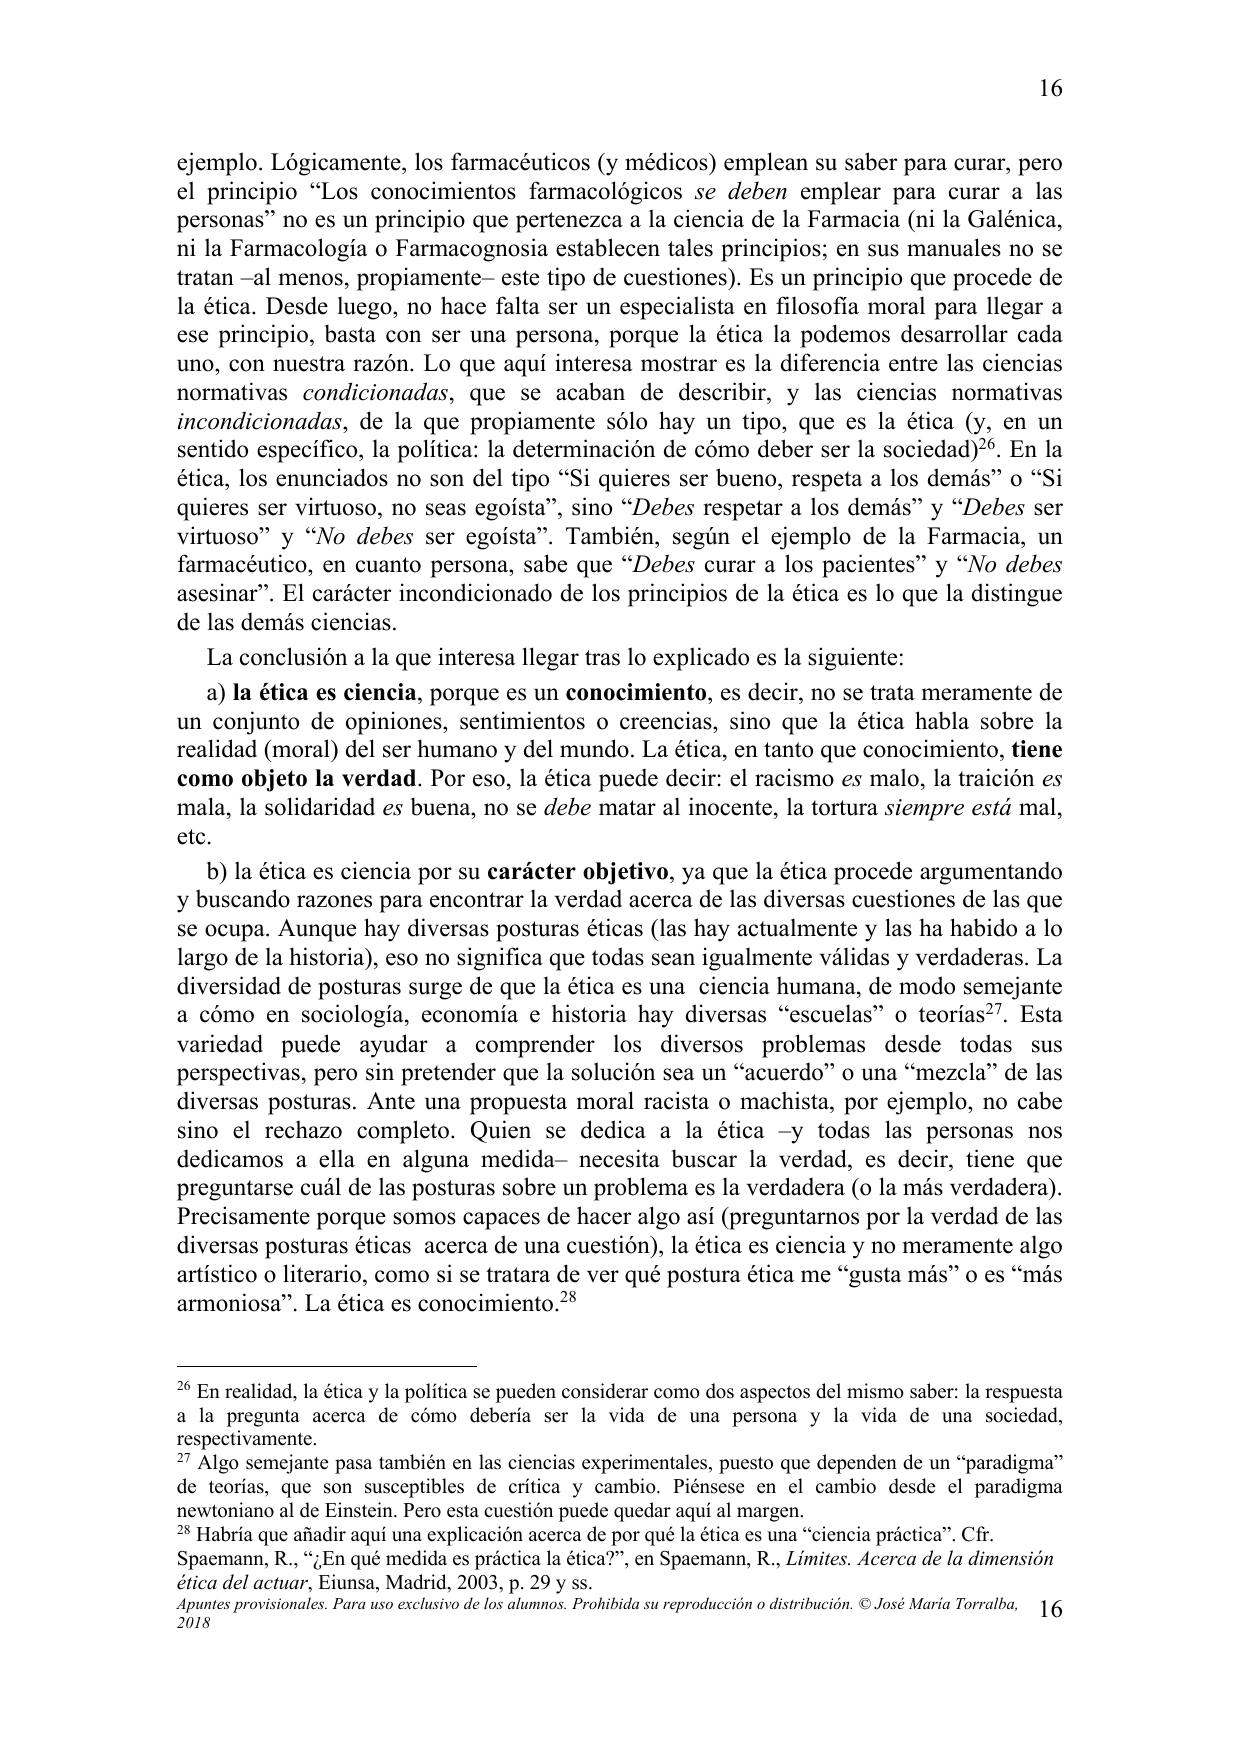 16
ejemplo. Lógicamente, los farmacéuticos (y médicos) emplean su saber para curar, pero
el principio “Los conocimientos farmacológicos se deben emplear para curar a las
personas” no es un principio que pertenezca a la ciencia de la Farmacia (ni la Galénica,
ni la Farmacología o Farmacognosia establecen tales principios; en sus manuales no se
tratan –al menos, propiamente– este tipo de cuestiones). Es un principio que procede de
la ética. Desde luego, no hace falta ser un especialista en filosofía moral para llegar a
ese principio, basta con ser una persona, porque la ética la podemos desarrollar cada
uno, con nuestra razón. Lo que aquí interesa mostrar es la diferencia entre las ciencias
normativas condicionadas, que se acaban de describir, y las ciencias normativas
incondicionadas, de la que propiamente sólo hay un tipo, que es la ética (y, en un
sentido específico, la política: la determinación de cómo deber ser la sociedad)26. En la
ética, los enunciados no son del tipo “Si quieres ser bueno, respeta a los demás” o “Si
quieres ser virtuoso, no seas egoísta”, sino “Debes respetar a los demás” y “Debes ser
virtuoso” y “No debes ser egoísta”. También, según el ejemplo de la Farmacia, un
farmacéutico, en cuanto persona, sabe que “Debes curar a los pacientes” y “No debes
asesinar”. El carácter incondicionado de los principios de la ética es lo que la distingue
de las demás ciencias.
La conclusión a la que interesa llegar tras lo explicado es la siguiente:
a) la ética es ciencia, porque es un conocimiento, es decir, no se trata meramente de
un conjunto de opiniones, sentimientos o creencias, sino que la ética habla sobre la
realidad (moral) del ser humano y del mundo. La ética, en tanto que conocimiento, tiene
como objeto la verdad. Por eso, la ética puede decir: el racismo es malo, la traición es
mala, la solidaridad es buena, no se debe matar al inocente, la tortura siempre está mal,
etc.
b) la ética es ciencia por su carácter objetivo, ya que la ética procede argumentando
y buscando razones para encontrar la verdad acerca de las diversas cuestiones de las que
se ocupa. Aunque hay diversas posturas éticas (las hay actualmente y las ha habido a lo
largo de la historia), eso no significa que todas sean igualmente válidas y verdaderas. La
diversidad de posturas surge de que la ética es una ciencia humana, de modo semejante
a cómo en sociología, economía e historia hay diversas “escuelas” o teorías27. Esta
variedad puede ayudar a comprender los diversos problemas desde todas sus
perspectivas, pero sin pretender que la solución sea un “acuerdo” o una “mezcla” de las
diversas posturas. Ante una propuesta moral racista o machista, por ejemplo, no cabe
sino el rechazo completo. Quien se dedica a la ética –y todas las personas nos
dedicamos a ella en alguna medida– necesita buscar la verdad, es decir, tiene que
preguntarse cuál de las posturas sobre un problema es la verdadera (o la más verdadera).
Precisamente porque somos capaces de hacer algo así (preguntarnos por la verdad de las
diversas posturas éticas acerca de una cuestión), la ética es ciencia y no meramente algo
artístico o literario, como si se tratara de ver qué postura ética me “gusta más” o es “más
armoniosa”. La ética es conocimiento.28
26 En realidad, la ética y la política se pueden considerar como dos aspectos del mismo saber: la respuesta
a la pregunta acerca de cómo debería ser la vida de una persona y la vida de una sociedad,
respectivamente.
27 Algo semejante pasa también en las ciencias experimentales, puesto que dependen de un “paradigma”
de teorías, que son susceptibles de crítica y cambio. Piénsese en el cambio desde el paradigma
newtoniano al de Einstein. Pero esta cuestión puede quedar aquí al margen.
28 Habría que añadir aquí una explicación acerca de por qué la ética es una “ciencia práctica”. Cfr.
Spaemann, R., “¿En qué medida es práctica la ética?”, en Spaemann, R., Límites. Acerca de la dimensión
ética del actuar, Eiunsa, Madrid, 2003, p. 29 y ss.
Apuntes provisionales. Para uso exclusivo de los alumnos. Prohibida su reproducción o distribución. © José María Torralba,
2018
16